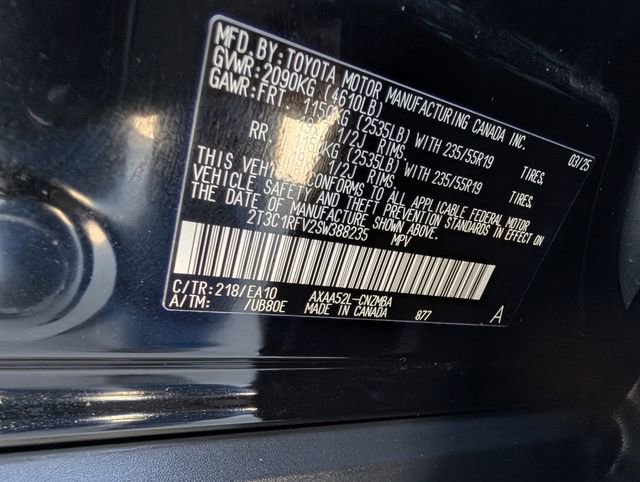 MFD. BY: TOYOTA MOTOR MANUFACTURING CANADA INC.
GVWR: 2090KG (4610LB) 03/25
GAWR: FRT 1150KG (2535LB) WITH 235/55R19 TIRES,
19X7 1/2J RIMS.
RR 1150KG (2535LB) WITH 235/55R19 TIRES,
19X7 1/2J RIMS.
THIS VEHICLE CONFORMS TO ALL APPLICABLE FEDERAL MOTOR
VEHICLE SAFETY AND THEFT PREVENTION STANDARDS IN EFFECT ON
THE DATE OF MANUFACTURE SHOWN ABOVE.
2T3C1RFV2SW388235 MPV
C/TR: 218/EA10 AXAA52L-CNZMBA
A/TM: /UB80E MADE IN CANADA 877 A